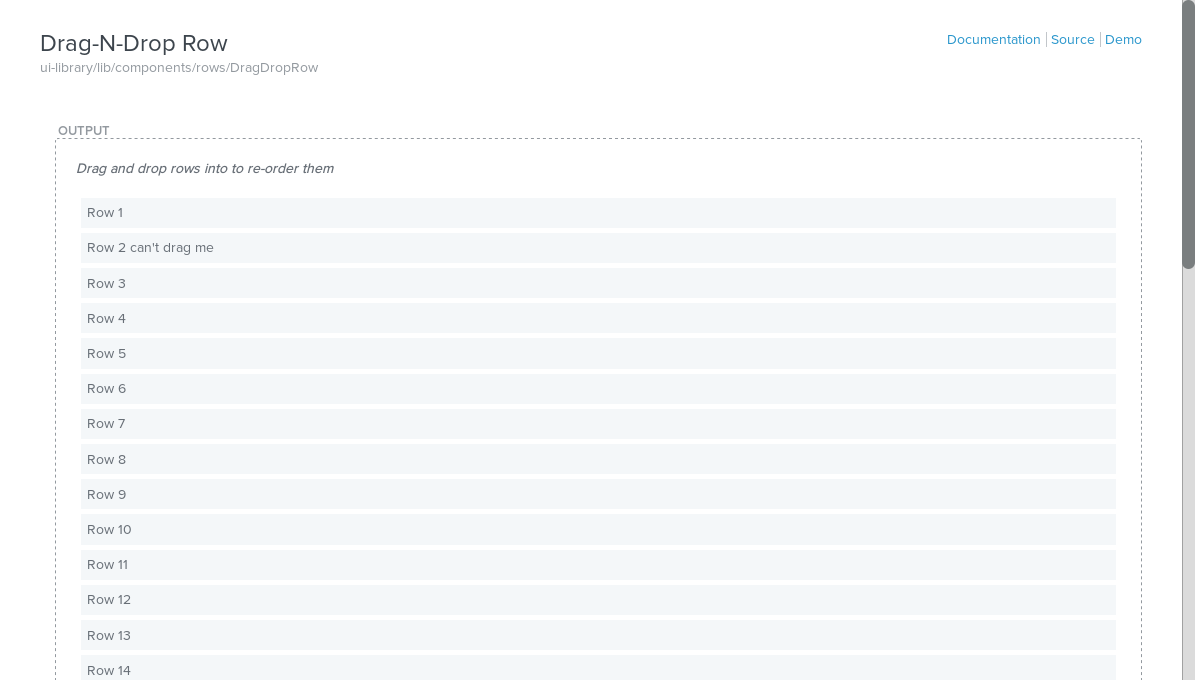 Drag-N-Drop Row
Documentation Source Demo
ui-library/lib/components/rows/DragDropRow
OUTPUT
Drag and drop rows into to re-order them
Row 1
Row 2 can't drag me
Row 3
Row 4
Row 5
Row 6
Row 7
Row 8
Row 9
Row 10
Row 11
Row 12
Row 13
Row 14